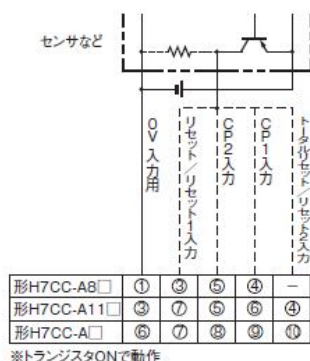 センサなど
0V入力用
リセット/リセット1入力
CP2入力
CP1入力
トータルリセット/リセット2入力
形H7CC-A8□ ① ③ ⑤ ④ −
形H7CC-A11□ ③ ⑦ ⑤ ⑥ ④
形H7CC-A□ ⑥ ⑦ ⑧ ⑨ ⑩
※トランジスタONで動作